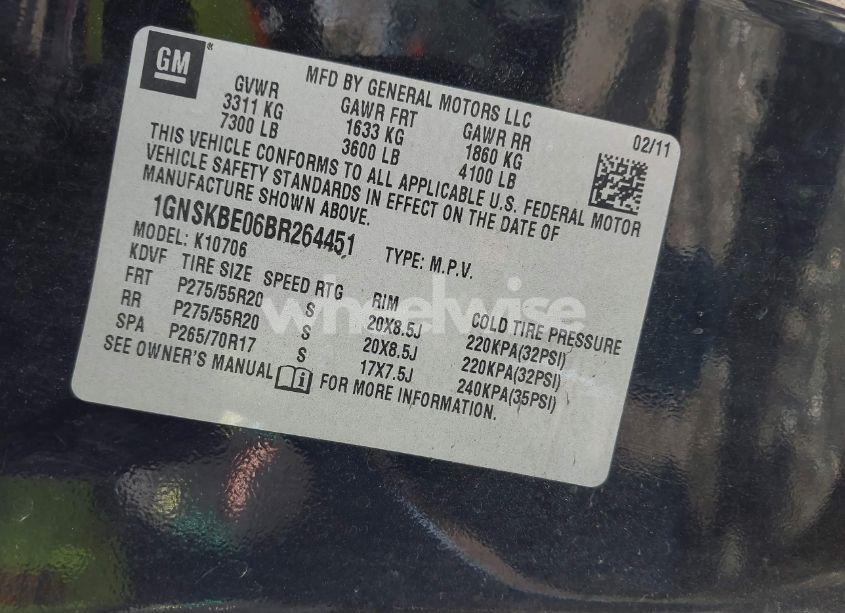 GM
MFD BY GENERAL MOTORS LLC
02/11
GVWR GAWR FRT GAWR RR
3311 KG 1633 KG 1860 KG
7300 LB 3600 LB 4100 LB
THIS VEHICLE CONFORMS TO ALL APPLICABLE U.S. FEDERAL MOTOR
VEHICLE SAFETY STANDARDS IN EFFECT ON THE DATE OF
MANUFACTURE SHOWN ABOVE.
1GNSKBE06BR264451 TYPE: M.P.V.
MODEL: K10706
KDVF TIRE SIZE SPEED RTG RIM COLD TIRE PRESSURE
FRT P275/55R20 S 20X8.5J 220KPA(32PSI)
RR P275/55R20 S 20X8.5J 220KPA(32PSI)
SPA P265/70R17 S 17X7.5J 240KPA(35PSI)
SEE OWNER'S MANUAL FOR MORE INFORMATION.
wheelwise